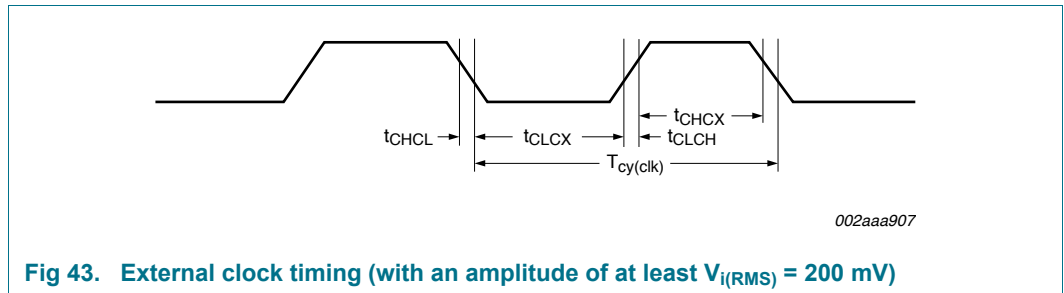 tCHCX
tCHCL
tCLCX
tCLCH
Tcy(clk)
002aaa907
Fig 43. External clock timing (with an amplitude of at least Vi(RMS) = 200 mV)